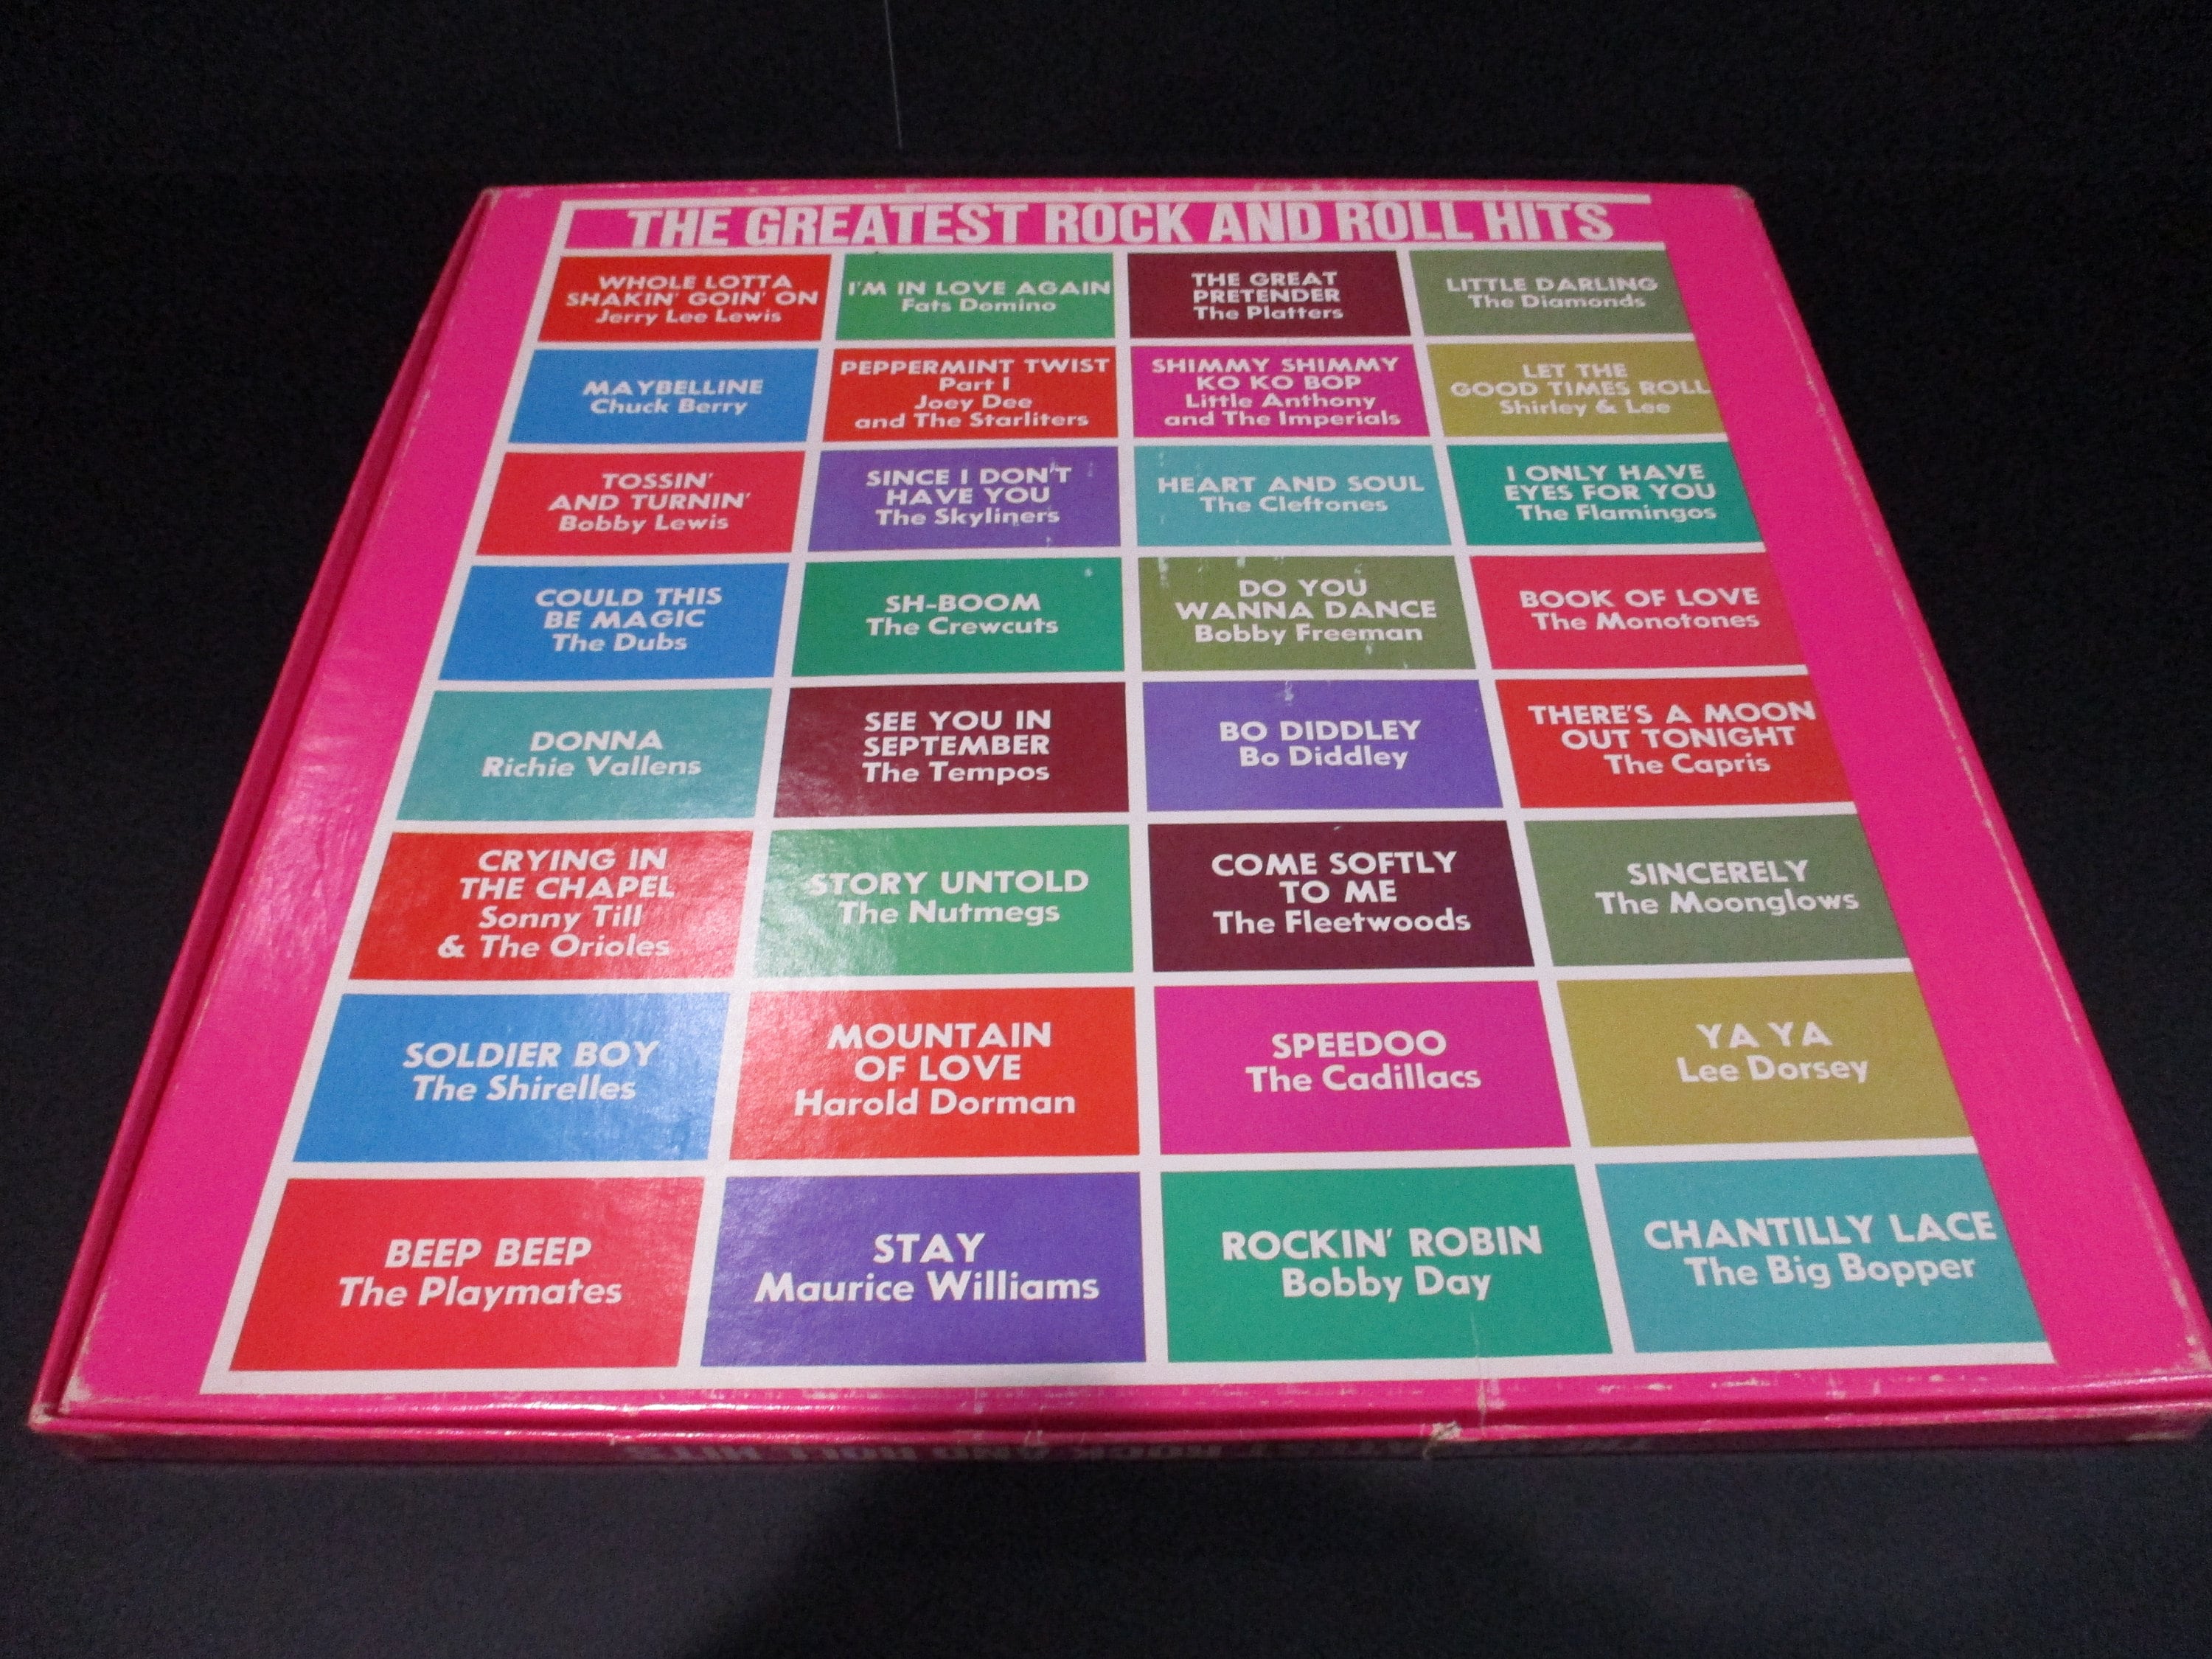 THE GREATEST ROCK AND ROLL HITS
WHOLE LOTTA
SHAKIN' GOIN' ON
Jerry Lee Lewis
I'M IN LOVE AGAIN
Fats Domino
THE GREAT
PRETENDER
The Platters
LITTLE DARLING
The Diamonds
MAYBELLINE
Chuck Berry
PEPPERMINT TWIST
Part I
Joey Dee
and The Starliters
SHIMMY SHIMMY
KO KO BOP
Little Anthony
and The Imperials
LET THE
GOOD TIMES ROLL
Shirley & Lee
TOSSIN'
AND TURNIN'
Bobby Lewis
SINCE I DON'T
HAVE YOU
The Skyliners
HEART AND SOUL
The Cleftones
I ONLY HAVE
EYES FOR YOU
The Flamingos
COULD THIS
BE MAGIC
The Dubs
SH-BOOM
The Crewcuts
DO YOU
WANNA DANCE
Bobby Freeman
BOOK OF LOVE
The Monotones
DONNA
Richie Vallens
SEE YOU IN
SEPTEMBER
The Tempos
BO DIDDLEY
Bo Diddley
THERE'S A MOON
OUT TONIGHT
The Capris
CRYING IN
THE CHAPEL
Sonny Till
& The Orioles
STORY UNTOLD
The Nutmegs
COME SOFTLY
TO ME
The Fleetwoods
SINCERELY
The Moonglows
SOLDIER BOY
The Shirelles
MOUNTAIN
OF LOVE
Harold Dorman
SPEEDOO
The Cadillacs
YA YA
Lee Dorsey
BEEP BEEP
The Playmates
STAY
Maurice Williams
ROCKIN' ROBIN
Bobby Day
CHANTILLY LACE
The Big Bopper
ROCK AND ROLL HITS